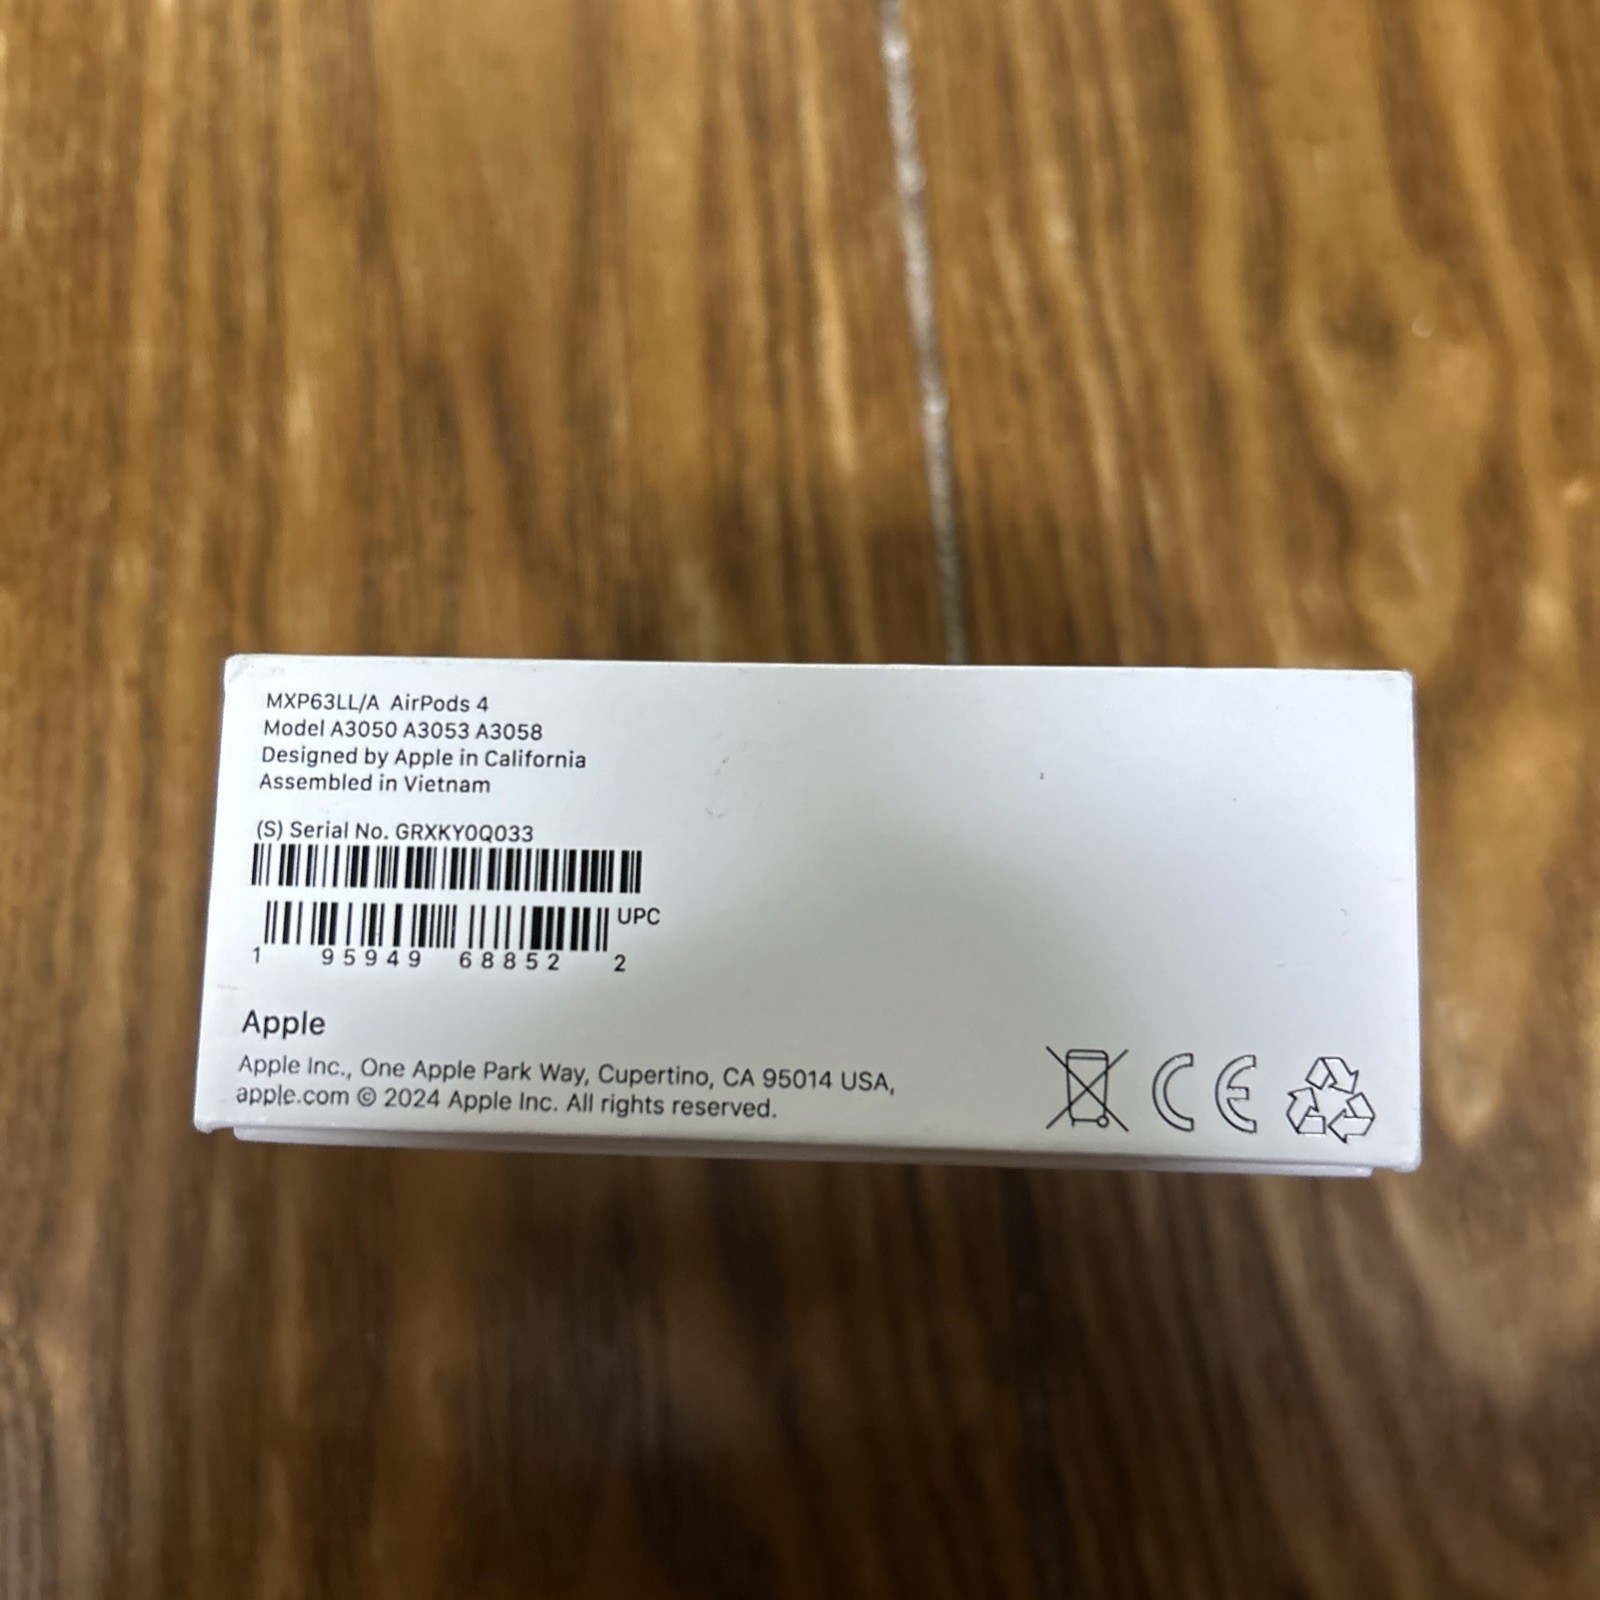 MXP63LL/A AirPods 4
Model A3050 A3053 A3058
Designed by Apple in California
Assembled in Vietnam
(S) Serial No. GRXKY0Q033
UPC
1 95949 68852 2
Apple
Apple Inc., One Apple Park Way, Cupertino, CA 95014 USA,
apple.com © 2024 Apple Inc. All rights reserved.
CE